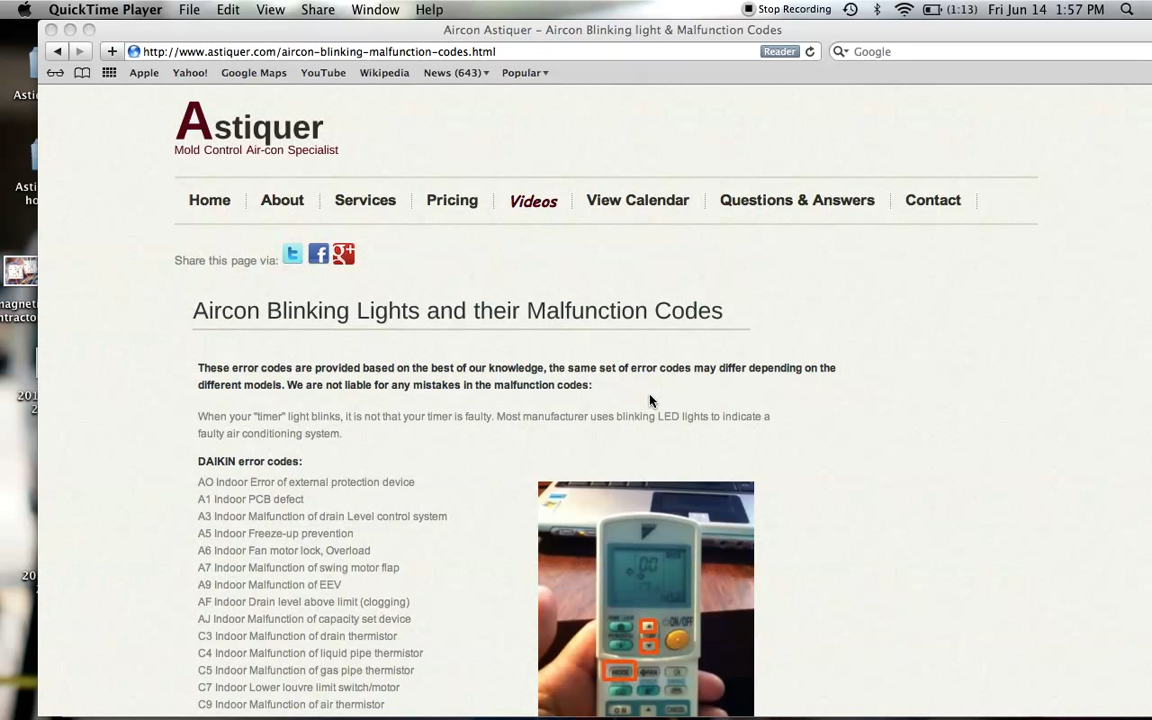 QuickTime Player File Edit View Share Window Help Stop Recording (1:13) Fri Jun 14 1:57 PM
Aircon Astiquer – Aircon Blinking light & Malfunction Codes
http://www.astiquer.com/aircon-blinking-malfunction-codes.html Reader Google
Apple Yahoo! Google Maps YouTube Wikipedia News (643) Popular
Astiquer
Mold Control Air-con Specialist
Home About Services Pricing Videos View Calendar Questions & Answers Contact
Share this page via:
Aircon Blinking Lights and their Malfunction Codes
These error codes are provided based on the best of our knowledge, the same set of error codes may differ depending on the
different models. We are not liable for any mistakes in the malfunction codes:
When your "timer" light blinks, it is not that your timer is faulty. Most manufacturer uses blinking LED lights to indicate a
faulty air conditioning system.
DAIKIN error codes:
AO Indoor Error of external protection device
A1 Indoor PCB defect
A3 Indoor Malfunction of drain Level control system
A5 Indoor Freeze-up prevention
A6 Indoor Fan motor lock, Overload
A7 Indoor Malfunction of swing motor flap
A9 Indoor Malfunction of EEV
AF Indoor Drain level above limit (clogging)
AJ Indoor Malfunction of capacity set device
C3 Indoor Malfunction of drain thermistor
C4 Indoor Malfunction of liquid pipe thermistor
C5 Indoor Malfunction of gas pipe thermistor
C7 Indoor Lower louvre limit switch/motor
C9 Indoor Malfunction of air thermistor
ON/OFF
TEMP
MODE
FAN